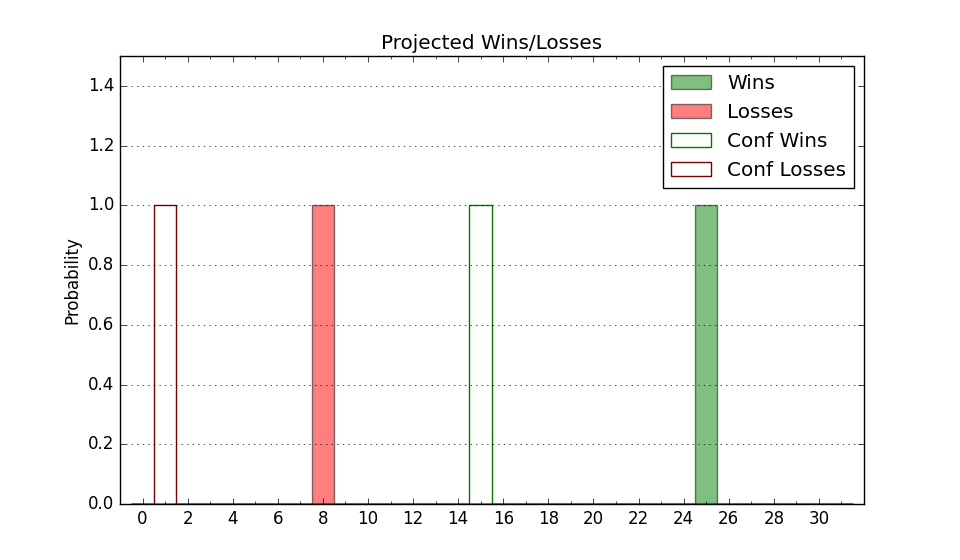 Projected Wins/Losses
Wins
Losses
Conf Wins
Conf Losses
Probability
1.4
1.2
1.0
0.8
0.6
0.4
0.2
0.0
0 2 4 6 8 10 12 14 16 18 20 22 24 26 28 30